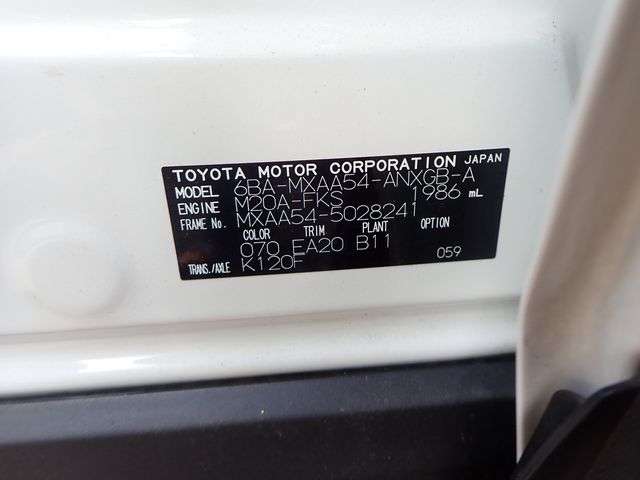 TOYOTA MOTOR CORPORATION JAPAN
MODEL 6BA-MXAA54-ANXGB-A
ENGINE M20A-FKS 1986 mL
FRAME No. MXAA54-5028241
COLOR TRIM PLANT OPTION
070 EA20 B11
TRANS./AXLE K120F 059